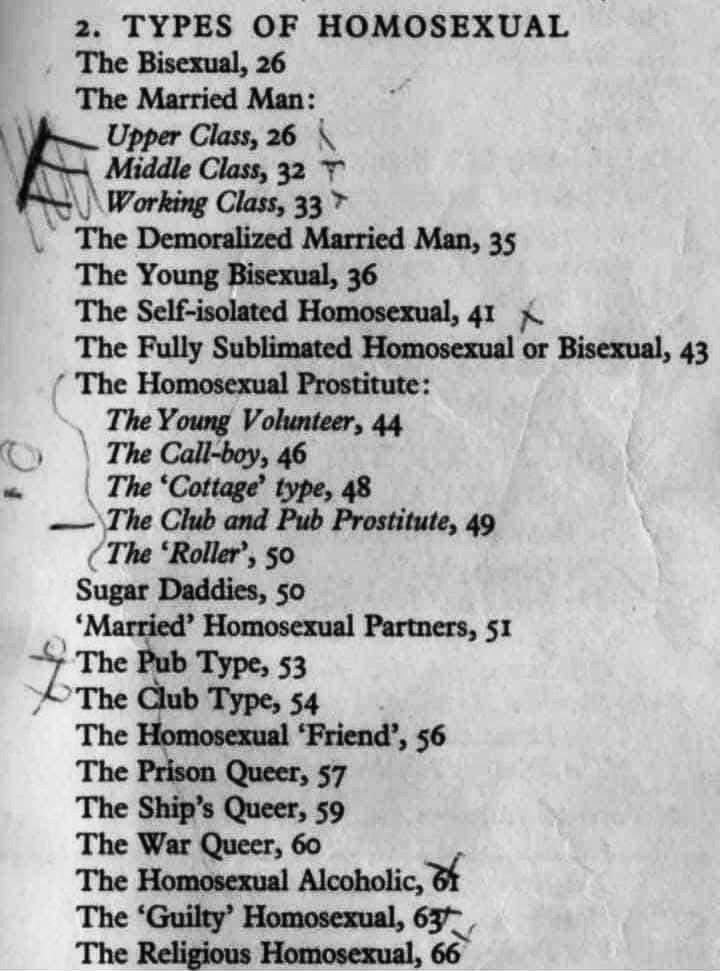 2. TYPES OF HOMOSEXUAL
The Bisexual, 26
The Married Man:
Upper Class, 26
Middle Class, 32
Working Class, 33
The Demoralized Married Man, 35
The Young Bisexual, 36
The Self-isolated Homosexual, 41
The Fully Sublimated Homosexual or Bisexual, 43
The Homosexual Prostitute:
The Young Volunteer, 44
The Call-boy, 46
The ‘Cottage’ type, 48
The Club and Pub Prostitute, 49
The ‘Roller’, 50
Sugar Daddies, 50
‘Married’ Homosexual Partners, 51
The Pub Type, 53
The Club Type, 54
The Homosexual ‘Friend’, 56
The Prison Queer, 57
The Ship’s Queer, 59
The War Queer, 60
The Homosexual Alcoholic, 61
The ‘Guilty’ Homosexual, 63
The Religious Homosexual, 66